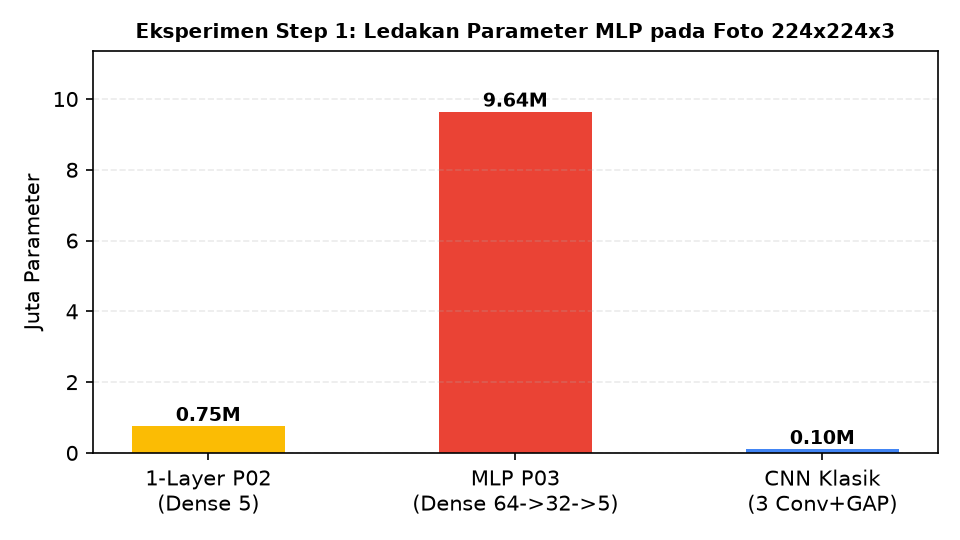 Eksperimen Step 1: Ledakan Parameter MLP pada Foto 224x224x3
Juta Parameter
10
8
6
4
2
0
0.75M
9.64M
0.10M
1-Layer P02
(Dense 5)
MLP P03
(Dense 64->32->5)
CNN Klasik
(3 Conv+GAP)